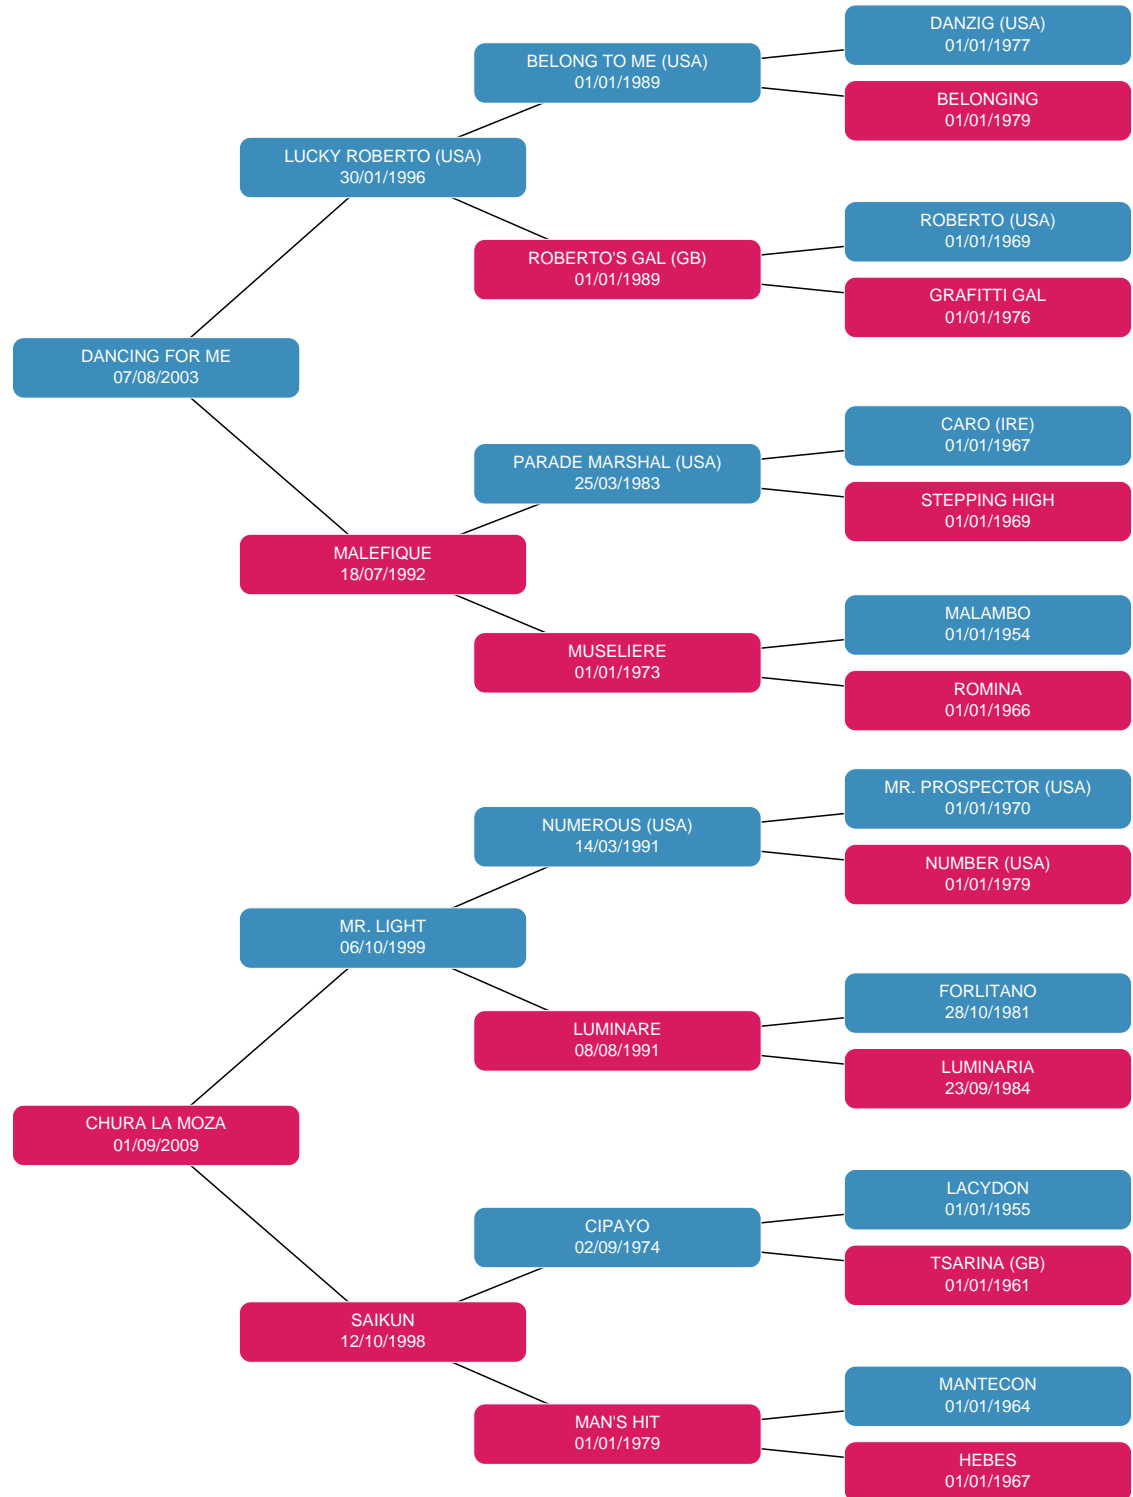 DANZIG (USA)
01/01/1977
BELONG TO ME (USA)
01/01/1989
BELONGING
01/01/1979
LUCKY ROBERTO (USA)
30/01/1996
ROBERTO (USA)
01/01/1969
ROBERTO'S GAL (GB)
01/01/1989
GRAFITTI GAL
01/01/1976
DANCING FOR ME
07/08/2003
CARO (IRE)
01/01/1967
PARADE MARSHAL (USA)
25/03/1983
STEPPING HIGH
01/01/1969
MALEFIQUE
18/07/1992
MALAMBO
01/01/1954
MUSELIERE
01/01/1973
ROMINA
01/01/1966
MR. PROSPECTOR (USA)
01/01/1970
NUMEROUS (USA)
14/03/1991
NUMBER (USA)
01/01/1979
MR. LIGHT
06/10/1999
FORLITANO
28/10/1981
LUMINARE
08/08/1991
LUMINARIA
23/09/1984
CHURA LA MOZA
01/09/2009
LACYDON
01/01/1955
CIPAYO
02/09/1974
TSARINA (GB)
01/01/1961
SAIKUN
12/10/1998
MANTECON
01/01/1964
MAN'S HIT
01/01/1979
HEBES
01/01/1967